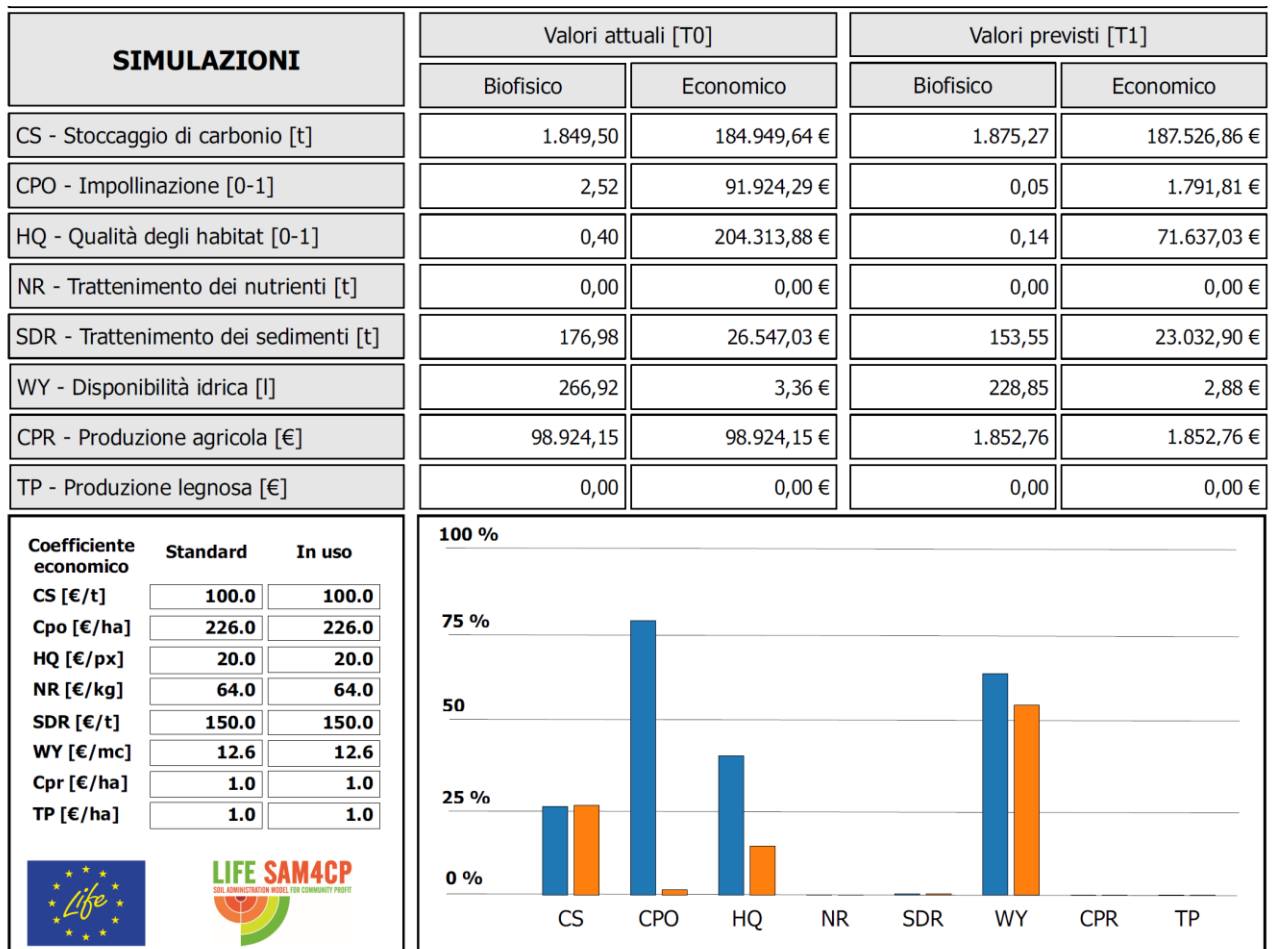 SIMULAZIONI
Valori attuali [T0] Valori previsti [T1]
Biofisico Economico Biofisico Economico
CS - Stoccaggio di carbonio [t] 1.849,50 184.949,64 € 1.875,27 187.526,86 €
CPO - Impollinazione [0-1] 2,52 91.924,29 € 0,05 1.791,81 €
HQ - Qualità degli habitat [0-1] 0,40 204.313,88 € 0,14 71.637,03 €
NR - Trattenimento dei nutrienti [t] 0,00 0,00 € 0,00 0,00 €
SDR - Trattenimento dei sedimenti [t] 176,98 26.547,03 € 153,55 23.032,90 €
WY - Disponibilità idrica [l] 266,92 3,36 € 228,85 2,88 €
CPR - Produzione agricola [€] 98.924,15 98.924,15 € 1.852,76 1.852,76 €
TP - Produzione legnosa [€] 0,00 0,00 € 0,00 0,00 €
Coefficiente economico Standard In uso
CS [€/t] 100.0 100.0
Cpo [€/ha] 226.0 226.0
HQ [€/px] 20.0 20.0
NR [€/kg] 64.0 64.0
SDR [€/t] 150.0 150.0
WY [€/mc] 12.6 12.6
Cpr [€/ha] 1.0 1.0
TP [€/ha] 1.0 1.0
Life
LIFE SAM4CP
SOIL ADMINISTRATION MODEL FOR COMMUNITY PROFIT
100 %
75 %
50
25 %
0 %
CS CPO HQ NR SDR WY CPR TP